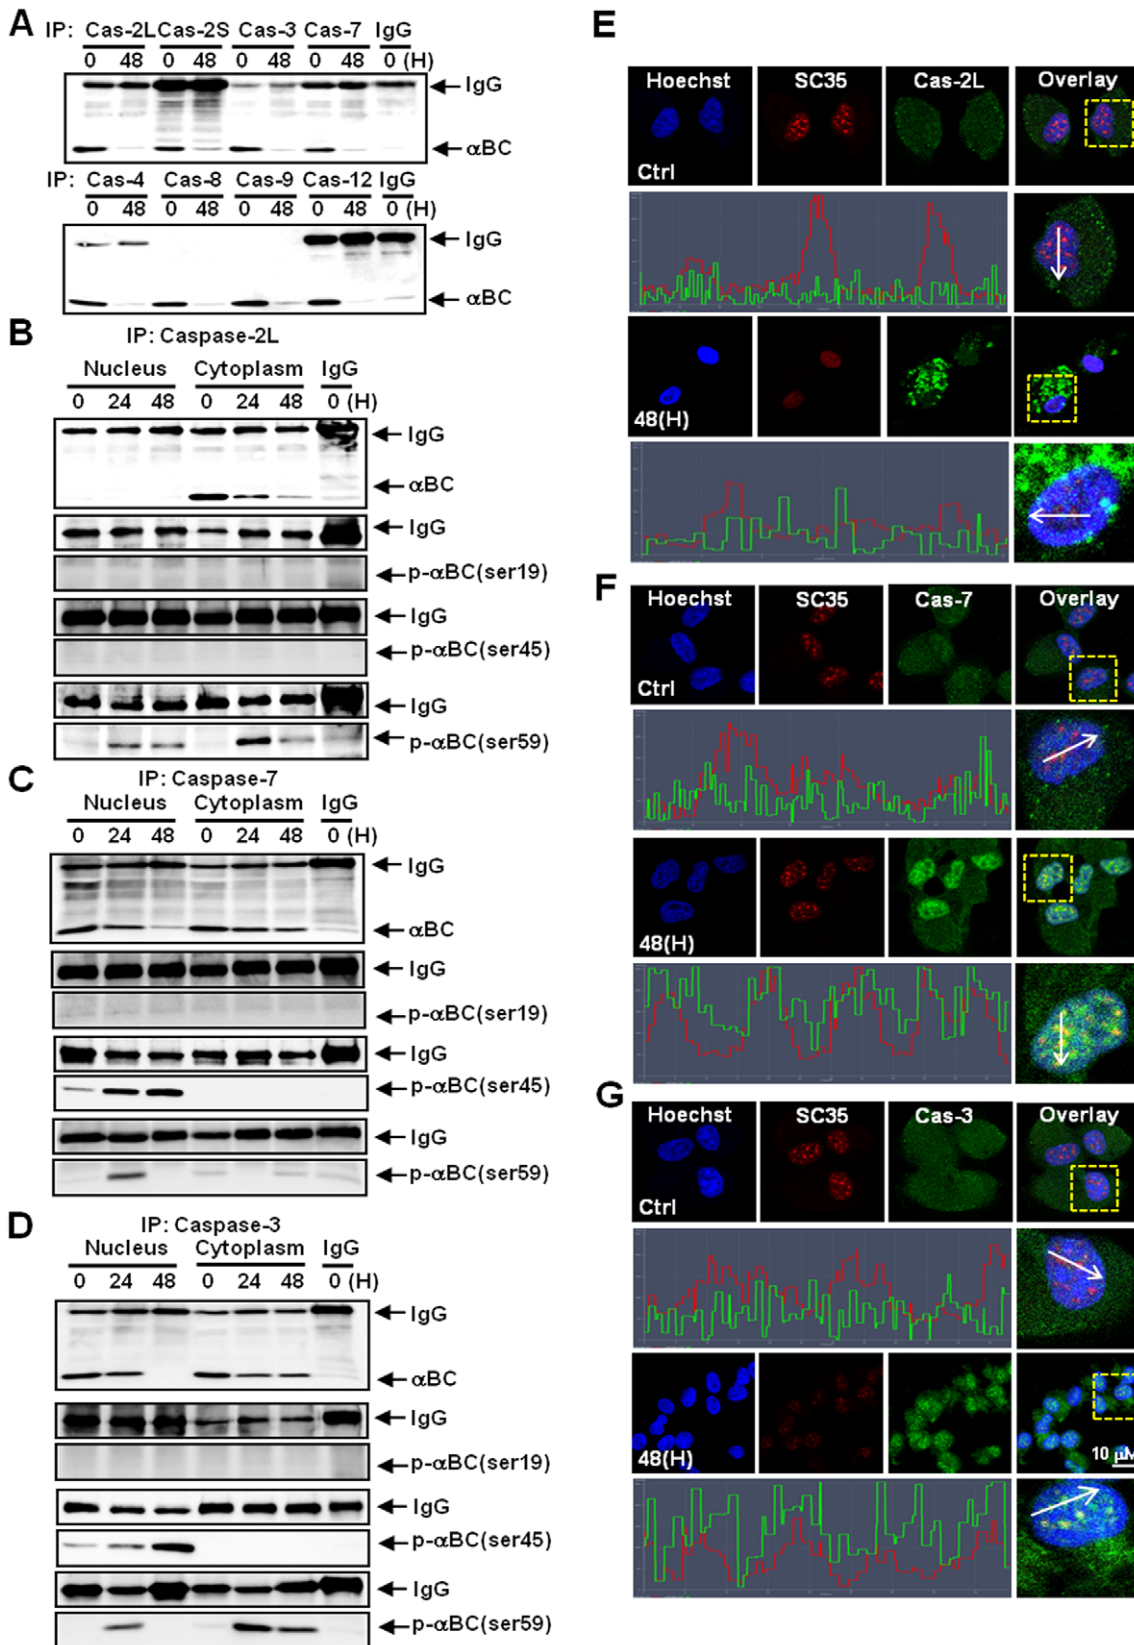 A
IP: Cas-2L Cas-2S Cas-3 Cas-7 IgG
0 48 0 48 0 48 0 48 0 (H)
IgG
αBC
IP: Cas-4 Cas-8 Cas-9 Cas-12 IgG
0 48 0 48 0 48 0 48 0 (H)
IgG
αBC
B
IP: Caspase-2L
Nucleus Cytoplasm IgG
0 24 48 0 24 48 0 (H)
IgG
αBC
IgG
p-αBC(ser19)
IgG
p-αBC(ser45)
IgG
p-αBC(ser59)
C
IP: Caspase-7
Nucleus Cytoplasm IgG
0 24 48 0 24 48 0 (H)
IgG
αBC
IgG
p-αBC(ser19)
IgG
p-αBC(ser45)
IgG
p-αBC(ser59)
D
IP: Caspase-3
Nucleus Cytoplasm IgG
0 24 48 0 24 48 0 (H)
IgG
αBC
IgG
p-αBC(ser19)
IgG
p-αBC(ser45)
IgG
p-αBC(ser59)
E
Hoechst SC35 Cas-2L Overlay
Ctrl
48(H)
F
Hoechst SC35 Cas-7 Overlay
Ctrl
48(H)
G
Hoechst SC35 Cas-3 Overlay
Ctrl
48(H)
10 μM